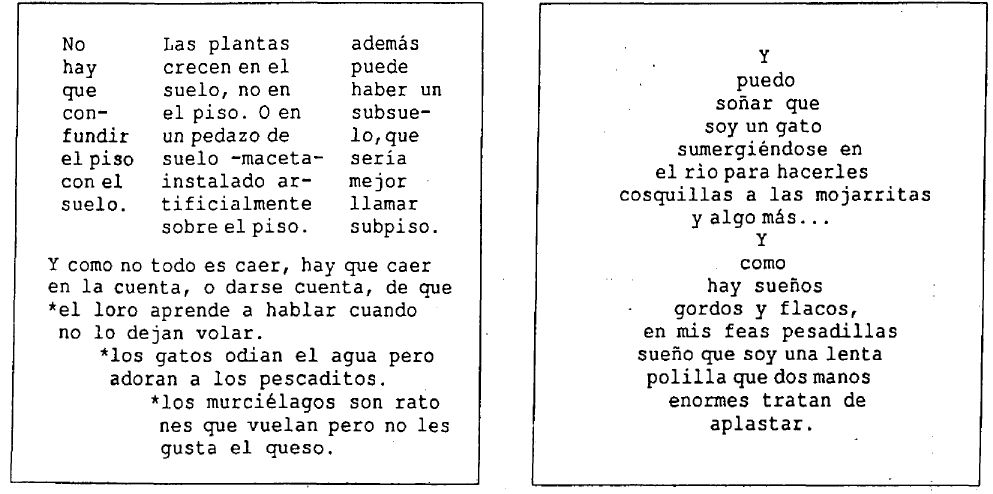 No
hay
que
con-
fundir
el piso
con el
suelo.
Las plantas
crecen en el
suelo, no en
el piso. O en
un pedazo de
suelo -maceta-
instalado ar-
tificialmente
sobre el piso.
además
puede
haber un
subsue-
lo, que
sería
mejor
llamar
subpiso.
Y como no todo es caer, hay que caer
en la cuenta, o darse cuenta, de que
*el loro aprende a hablar cuando
no lo dejan volar.
*los gatos odian el agua pero
adoran a los pescaditos.
*los murciélagos son rato
nes que vuelan pero no les
gusta el queso.
Y
puedo
soñar que
soy un gato
sumergiéndose en
el rio para hacerles
cosquillas a las mojarritas
y algo más...
Y
como
hay sueños
gordos y flacos,
en mis feas pesadillas
sueño que soy una lenta
polilla que dos manos
enormes tratan de
aplastar.